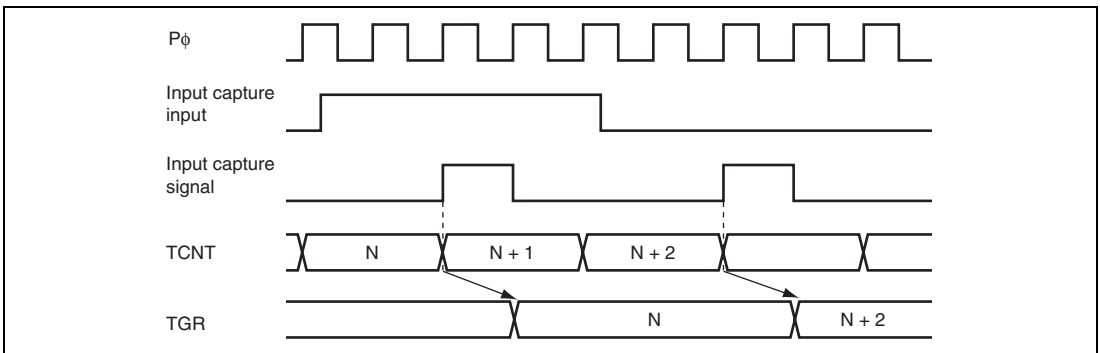 Pϕ
Input capture
input
Input capture
signal
TCNT N N + 1 N + 2
TGR N N + 2